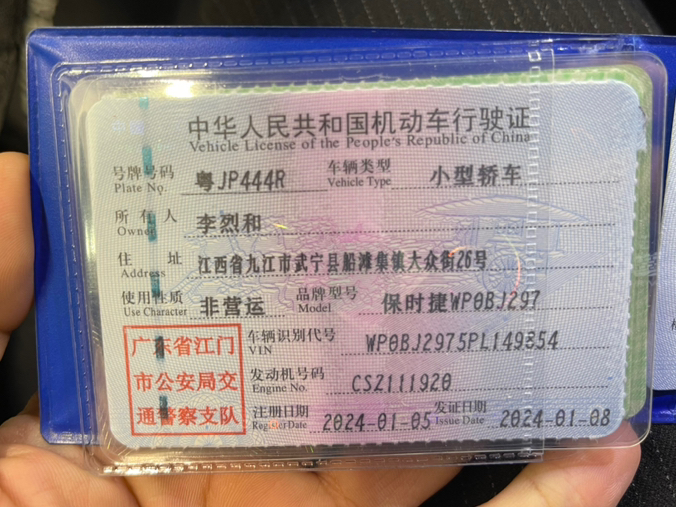 中华人民共和国机动车行驶证
Vehicle License of the People's Republic of China
号牌号码 粤JP444R 车辆类型 小型轿车
Plate No. Vehicle Type
所有人 李烈和
Owner
住址 江西省九江市武宁县船滩集镇大众街26号
Address
使用性质 非营运 品牌型号 保时捷WP0BJ297
Use Character Model
广东省江门
市公安局交
通警察支队
车辆识别代号 WP0BJ2975PL149854
VIN
发动机号码 CSZ111920
Engine No.
注册日期 2024-01-05 发证日期 2024-01-08
Register Date Issue Date